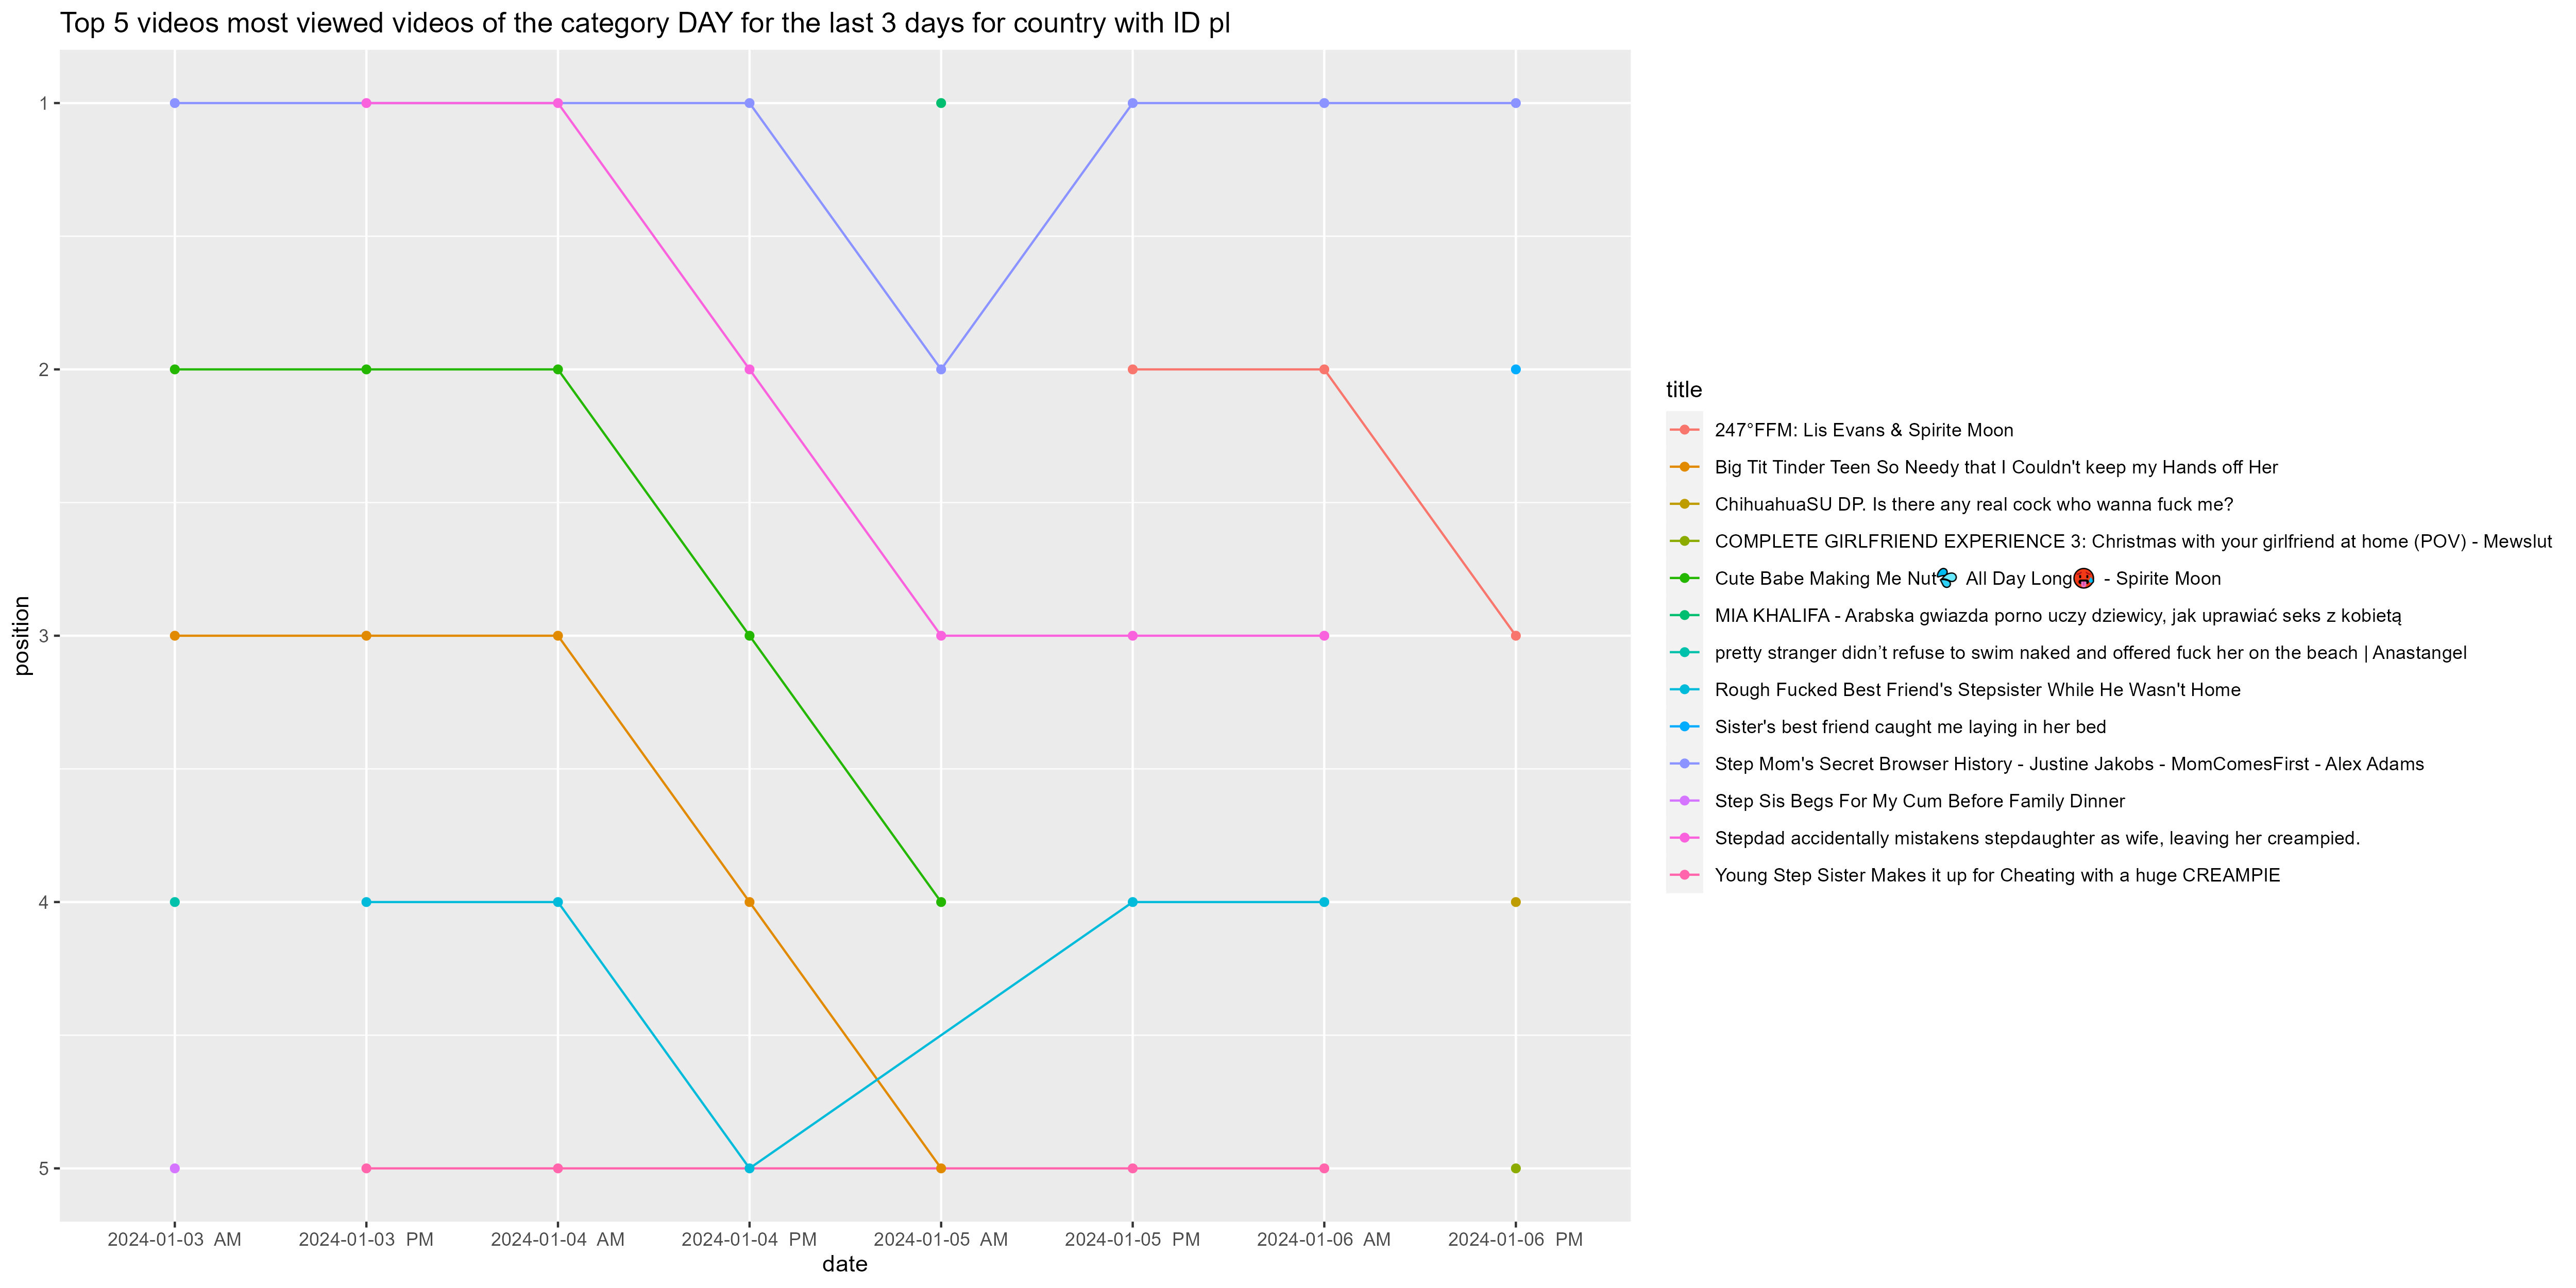 Top 5 videos most viewed videos of the category DAY for the last 3 days for country with ID pl
position
1
2
3
4
5
2024-01-03 AM
2024-01-03 PM
2024-01-04 AM
2024-01-04 PM
2024-01-05 AM
2024-01-05 PM
2024-01-06 AM
2024-01-06 PM
date
title
247°FFM: Lis Evans & Spirite Moon
Big Tit Tinder Teen So Needy that I Couldn't keep my Hands off Her
ChihuahuaSU DP. Is there any real cock who wanna fuck me?
COMPLETE GIRLFRIEND EXPERIENCE 3: Christmas with your girlfriend at home (POV) - Mewslut
Cute Babe Making Me Nut💦 All Day Long🥵 - Spirite Moon
MIA KHALIFA - Arabska gwiazda porno uczy dziewicy, jak uprawiać seks z kobietą
pretty stranger didn’t refuse to swim naked and offered fuck her on the beach | Anastangel
Rough Fucked Best Friend's Stepsister While He Wasn't Home
Sister's best friend caught me laying in her bed
Step Mom's Secret Browser History - Justine Jakobs - MomComesFirst - Alex Adams
Step Sis Begs For My Cum Before Family Dinner
Stepdad accidentally mistakens stepdaughter as wife, leaving her creampied.
Young Step Sister Makes it up for Cheating with a huge CREAMPIE